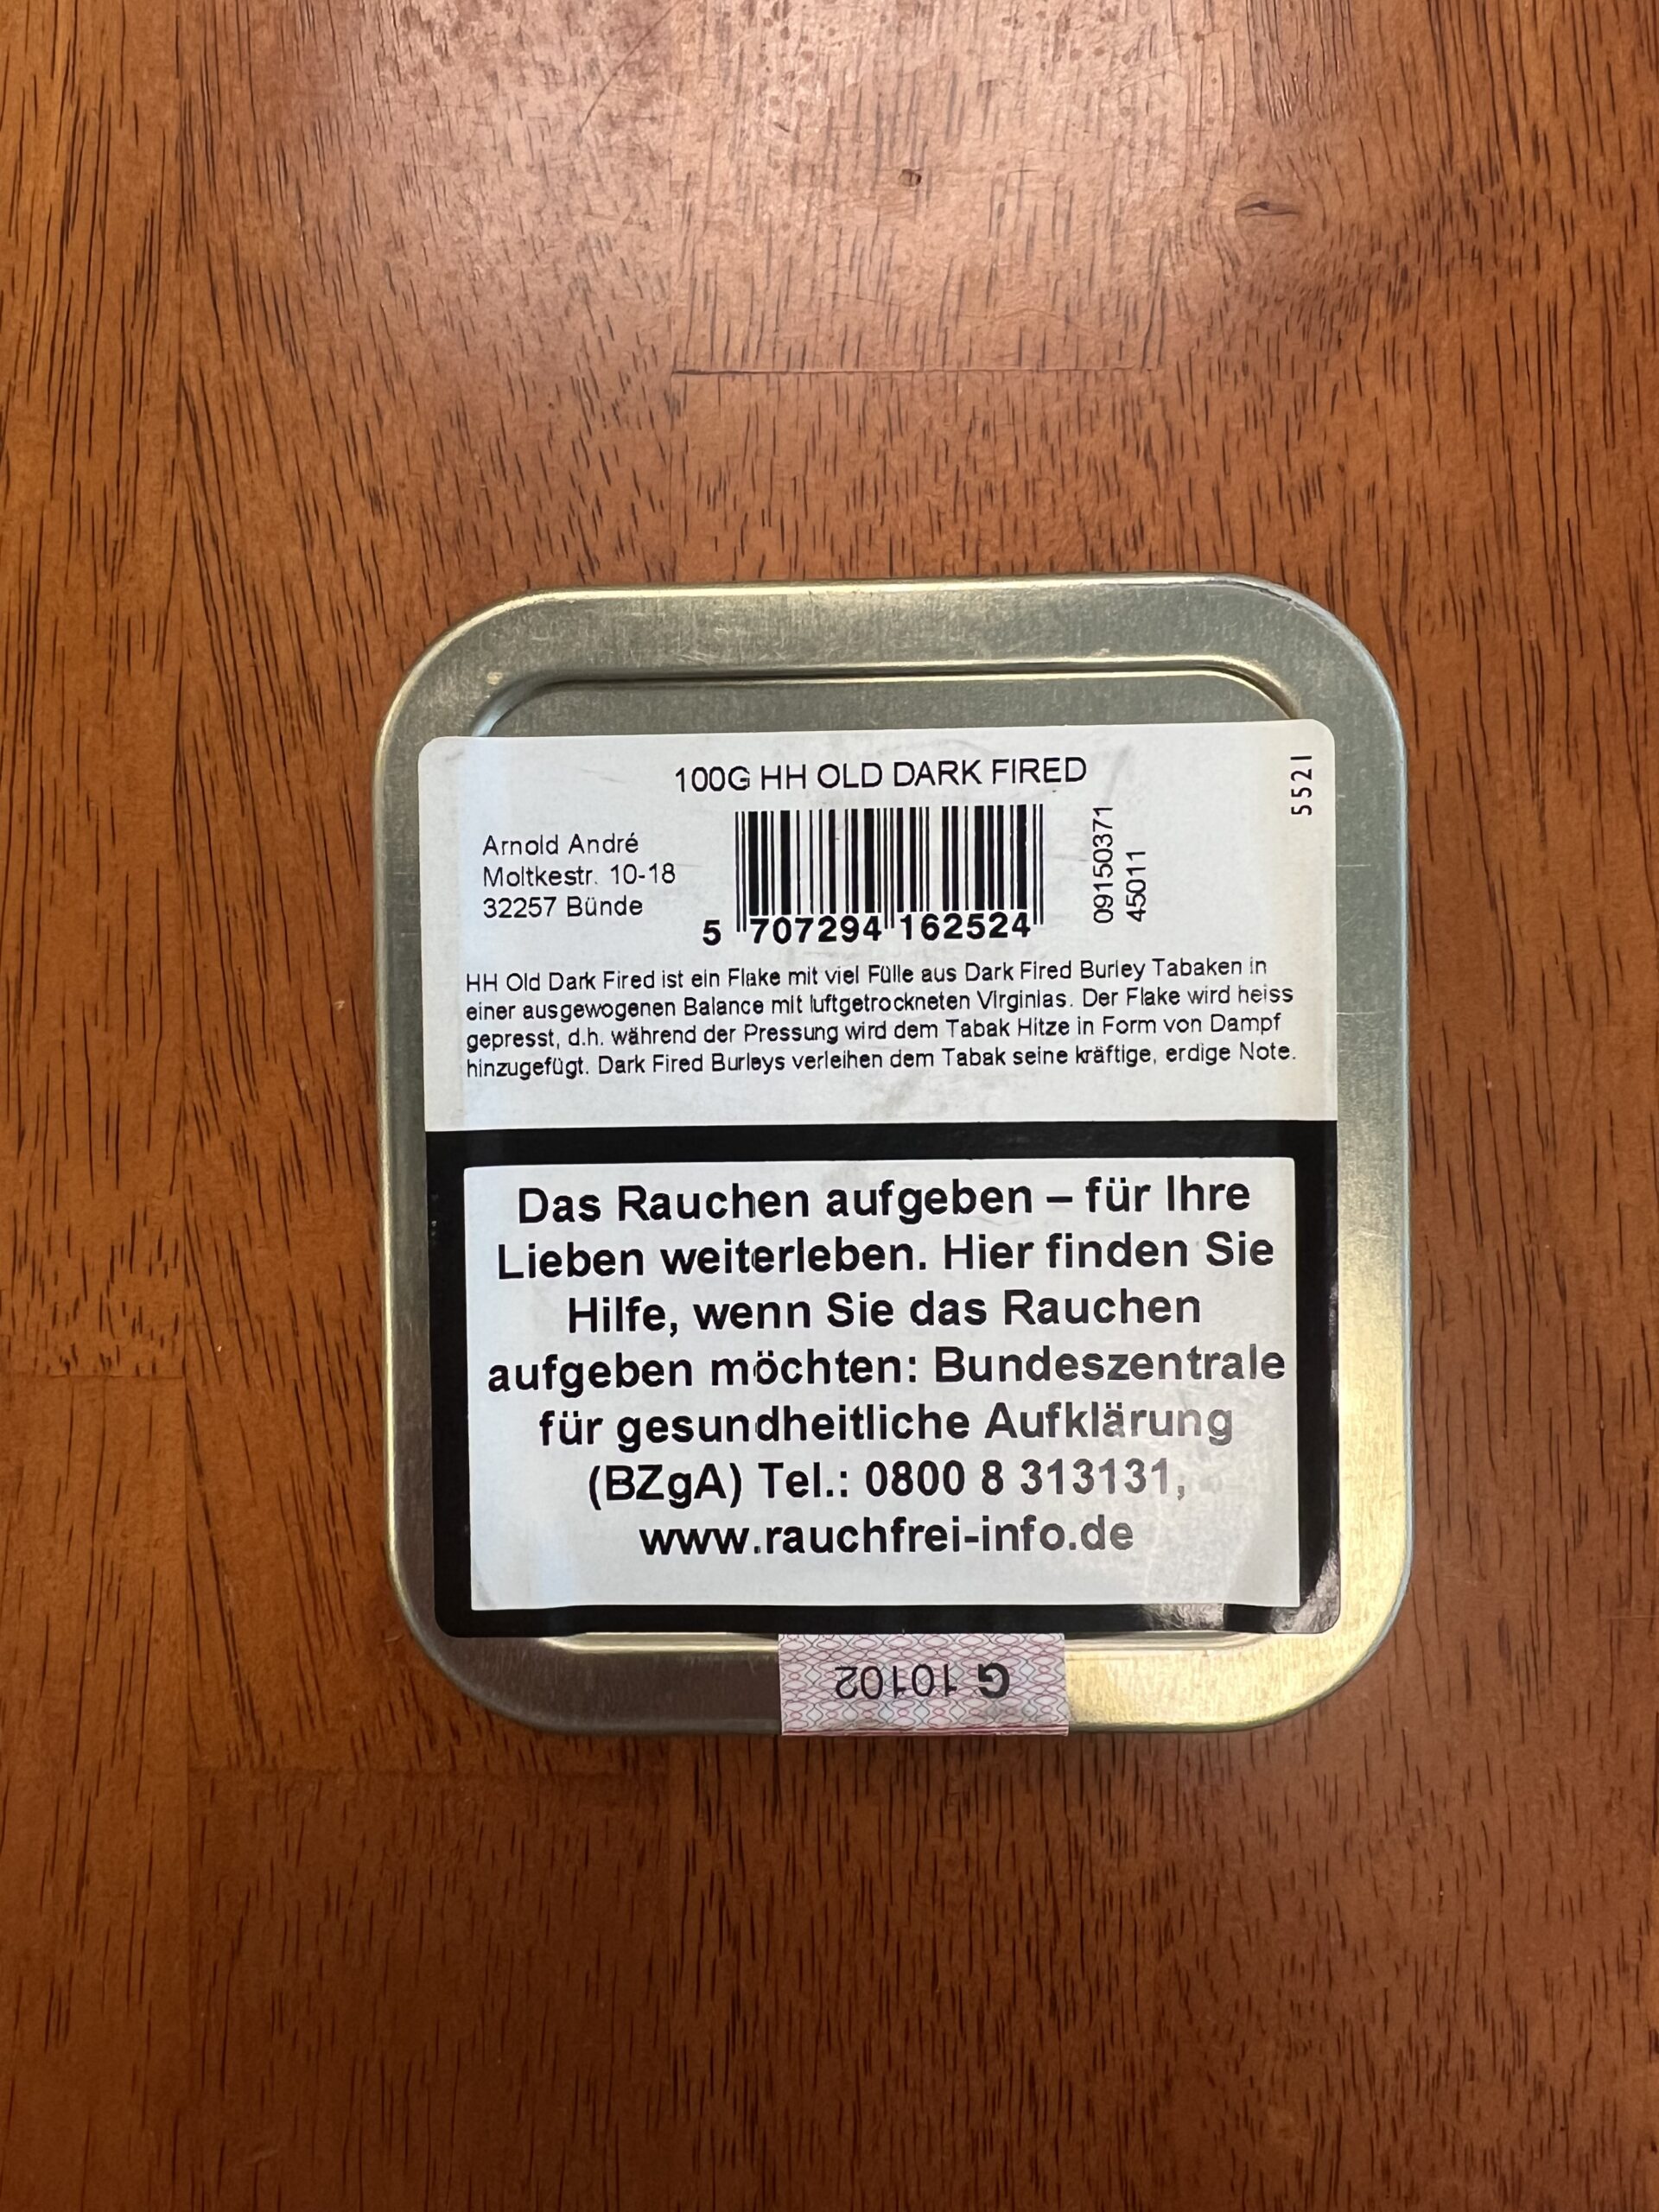 100G HH OLD DARK FIRED
5521
Arnold André
Moltkestr. 10-18
32257 Bünde
5 707294 162524
09150371
45011
HH Old Dark Fired ist ein Flake mit viel Fülle aus Dark Fired Burley Tabaken in
einer ausgewogenen Balance mit luftgetrockneten Virginias. Der Flake wird heiss
gepresst, d.h. während der Pressung wird dem Tabak Hitze in Form von Dampf
hinzugefügt. Dark Fired Burleys verleihen dem Tabak seine kräftige, erdige Note.
Das Rauchen aufgeben – für Ihre
Lieben weiterleben. Hier finden Sie
Hilfe, wenn Sie das Rauchen
aufgeben möchten: Bundeszentrale
für gesundheitliche Aufklärung
(BZgA) Tel.: 0800 8 313131,
www.rauchfrei-info.de
G 10102